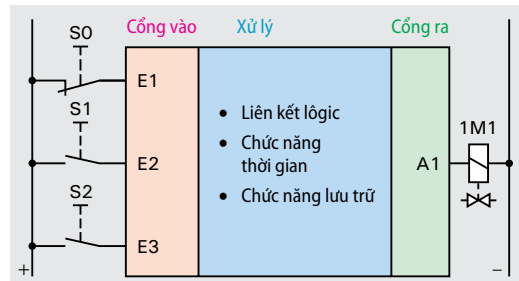 S0
Cổng vào
Xử lý
Cổng ra
E1
S1
• Liên kết lôgic
• Chức năng
thời gian
• Chức năng lưu trữ
1M1
E2
A1
S2
E3
+
–